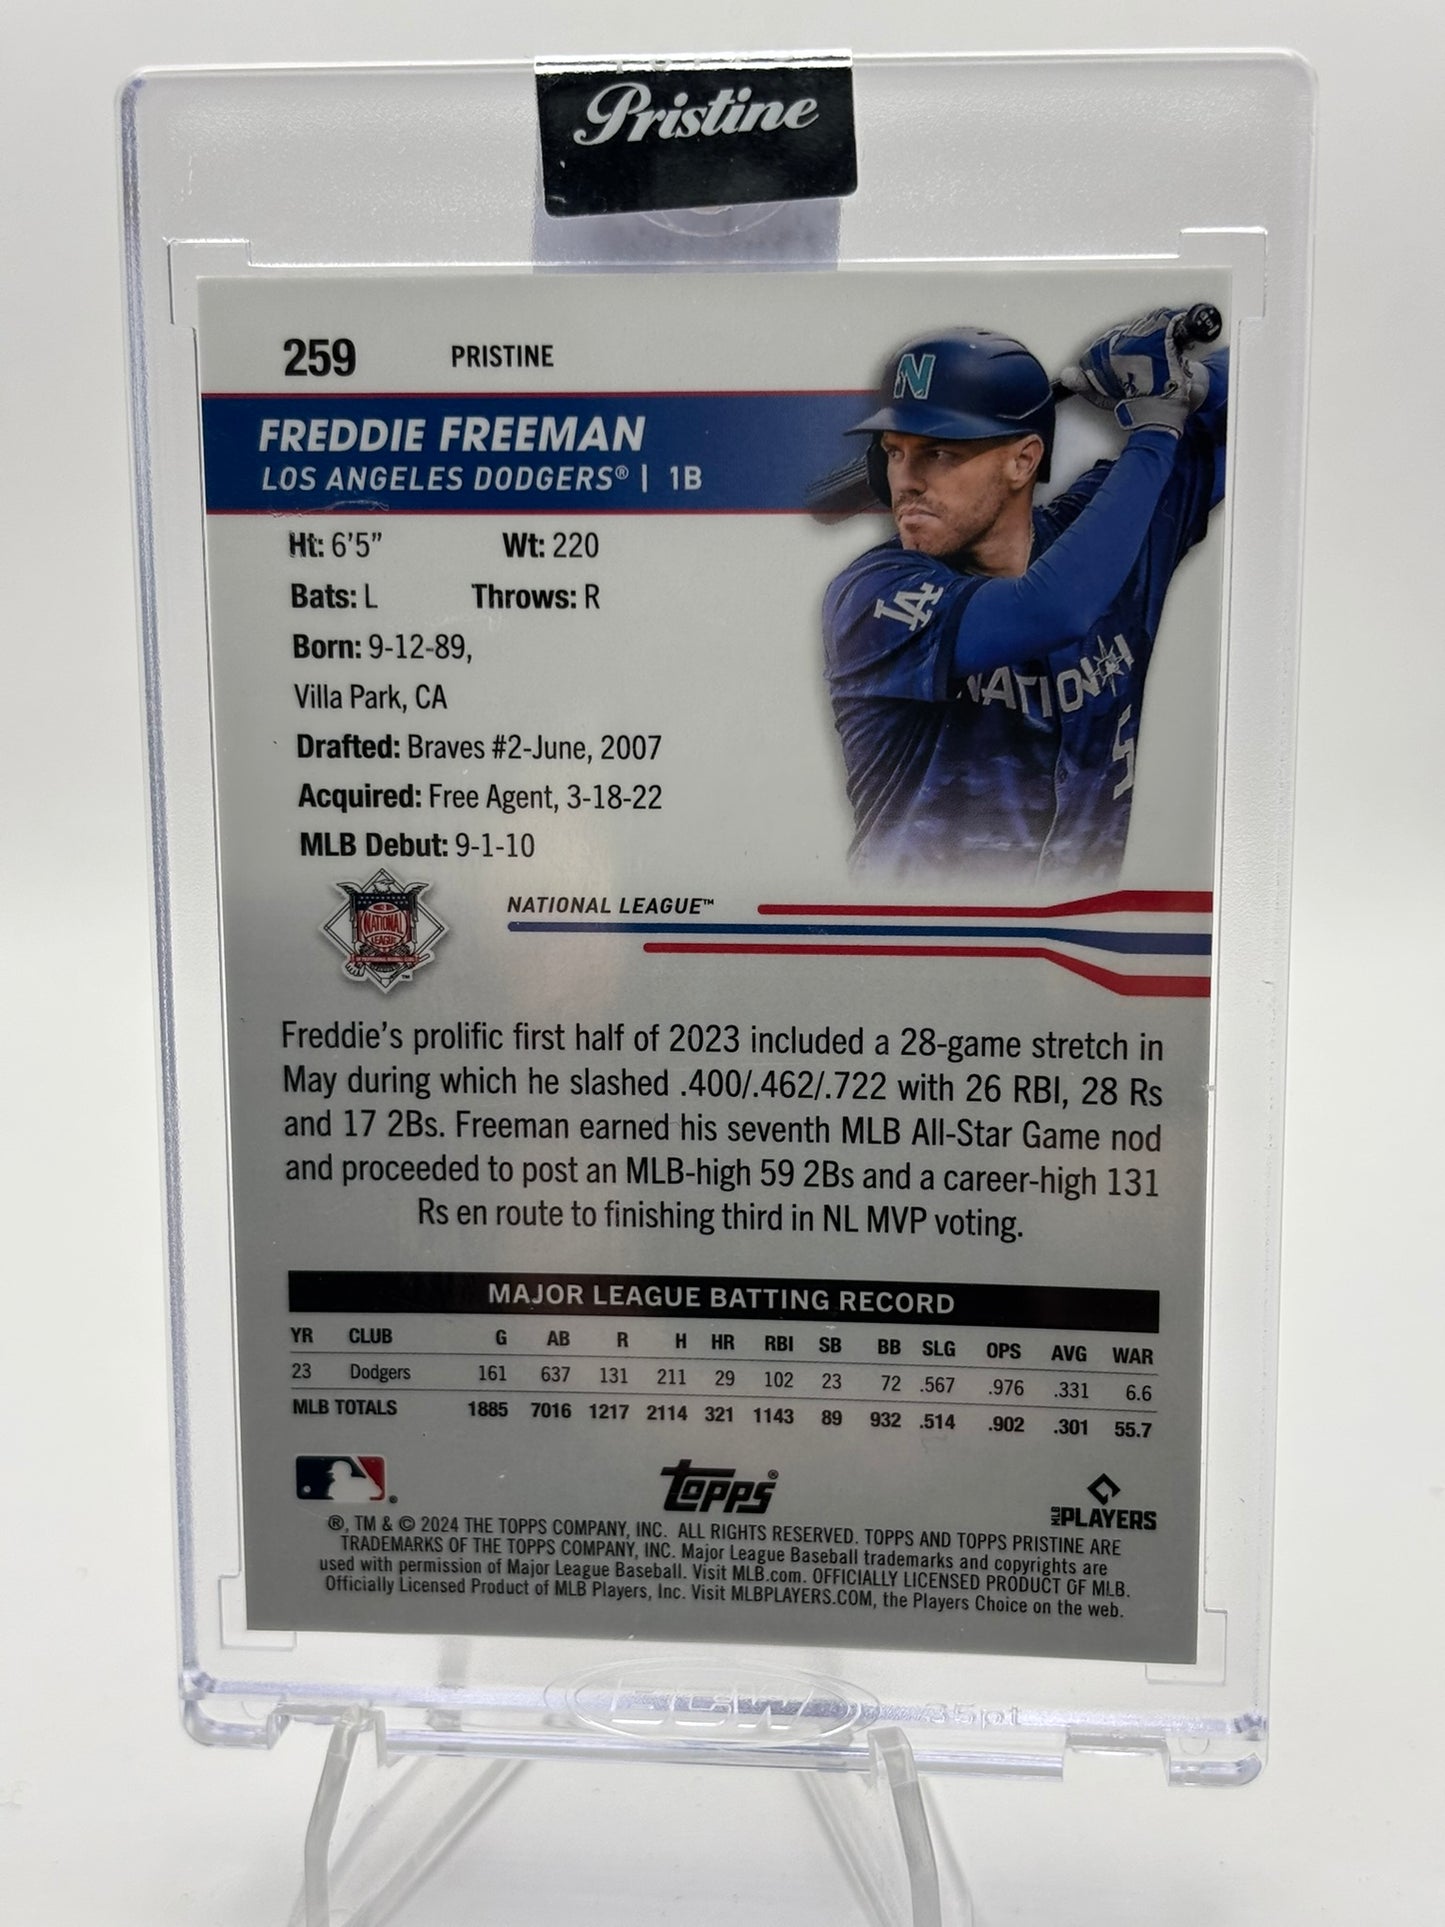 Pristine
259 PRISTINE
N
FREDDIE FREEMAN
LOS ANGELES DODGERS® | 1B
LA
NATIONAL
5
Ht: 6'5" Wt: 220
Bats: L Throws: R
Born: 9-12-89,
Villa Park, CA
Drafted: Braves #2-June, 2007
Acquired: Free Agent, 3-18-22
MLB Debut: 9-1-10
NATIONAL
LEAGUE
NATIONAL LEAGUE™
Freddie's prolific first half of 2023 included a 28-game stretch in
May during which he slashed .400/.462/.722 with 26 RBI, 28 Rs
and 17 2Bs. Freeman earned his seventh MLB All-Star Game nod
and proceeded to post an MLB-high 59 2Bs and a career-high 131
Rs en route to finishing third in NL MVP voting.
MAJOR LEAGUE BATTING RECORD
YR CLUB G AB R H HR RBI SB BB SLG OPS AVG WAR
23 Dodgers 161 637 131 211 29 102 23 72 .567 .976 .331 6.6
MLB TOTALS 1885 7016 1217 2114 321 1143 89 932 .514 .902 .301 55.7
Topps®
MLB PLAYERS
®, TM & © 2024 THE TOPPS COMPANY, INC. ALL RIGHTS RESERVED. TOPPS AND TOPPS PRISTINE ARE
TRADEMARKS OF THE TOPPS COMPANY, INC. Major League Baseball trademarks and copyrights are
used with permission of Major League Baseball. Visit MLB.com. OFFICIALLY LICENSED PRODUCT OF MLB.
Officially Licensed Product of MLB Players, Inc. Visit MLBPLAYERS.COM, the Players Choice on the web.
35pt